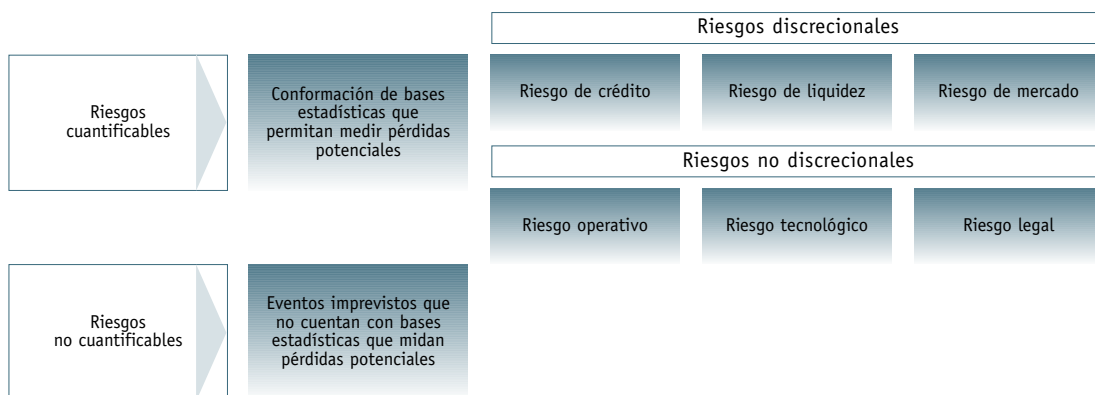 Riesgos
cuantificables
Conformación de bases
estadísticas que
permitan medir pérdidas
potenciales
Riesgos discrecionales
Riesgo de crédito
Riesgo de liquidez
Riesgo de mercado
Riesgos no discrecionales
Riesgo operativo
Riesgo tecnológico
Riesgo legal
Riesgos
no cuantificables
Eventos imprevistos que
no cuentan con bases
estadísticas que midan
pérdidas potenciales